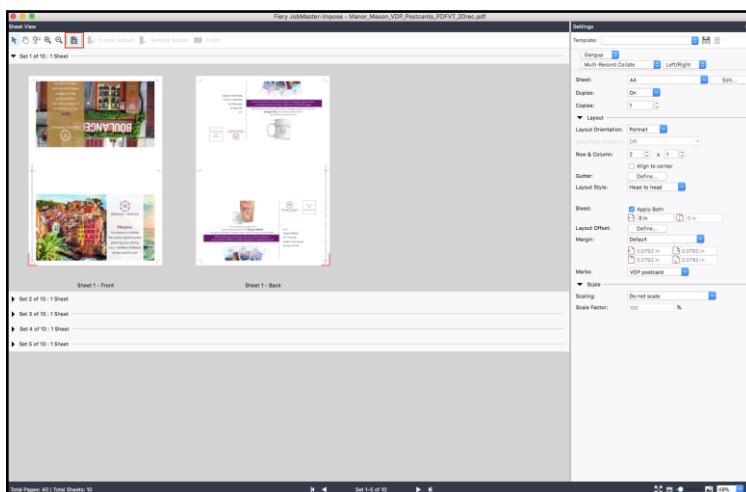 Fiery JobMaster-Impose - Manor_Mason_VDP_Postcards_PDFVT_20rec.pdf
Sheet View
Create Subset
Remove Subset
Z-Fold
Set 1 of 10 : 1 Sheet
BOULANGE
Harper,
Sheet 1 - Front
Sheet 1 - Back
Set 2 of 10 : 1 Sheet
Set 3 of 10 : 1 Sheet
Set 4 of 10 : 1 Sheet
Set 5 of 10 : 1 Sheet
Total Pages: 40 | Total Sheets: 10
Set 1-5 of 10
48%
Settings
Template:
Gangup
Multi-Record Collate
Left/Right
Sheet:
A4
Edit...
Duplex:
On
Copies:
1
Layout
Layout Orientation:
Portrait
Off
Row & Column:
2 x 1
Align to center
Gutter:
Define...
Layout Style:
Head to head
Bleed:
Apply Both
0 in
0 in
Layout Offset:
Define...
Margin:
Default
0.0792 in
0.0792 in
0.0792 in
0.0792 in
Marks:
VDP postcard
Scale
Scaling:
Do not scale
Scale Factor:
100 %